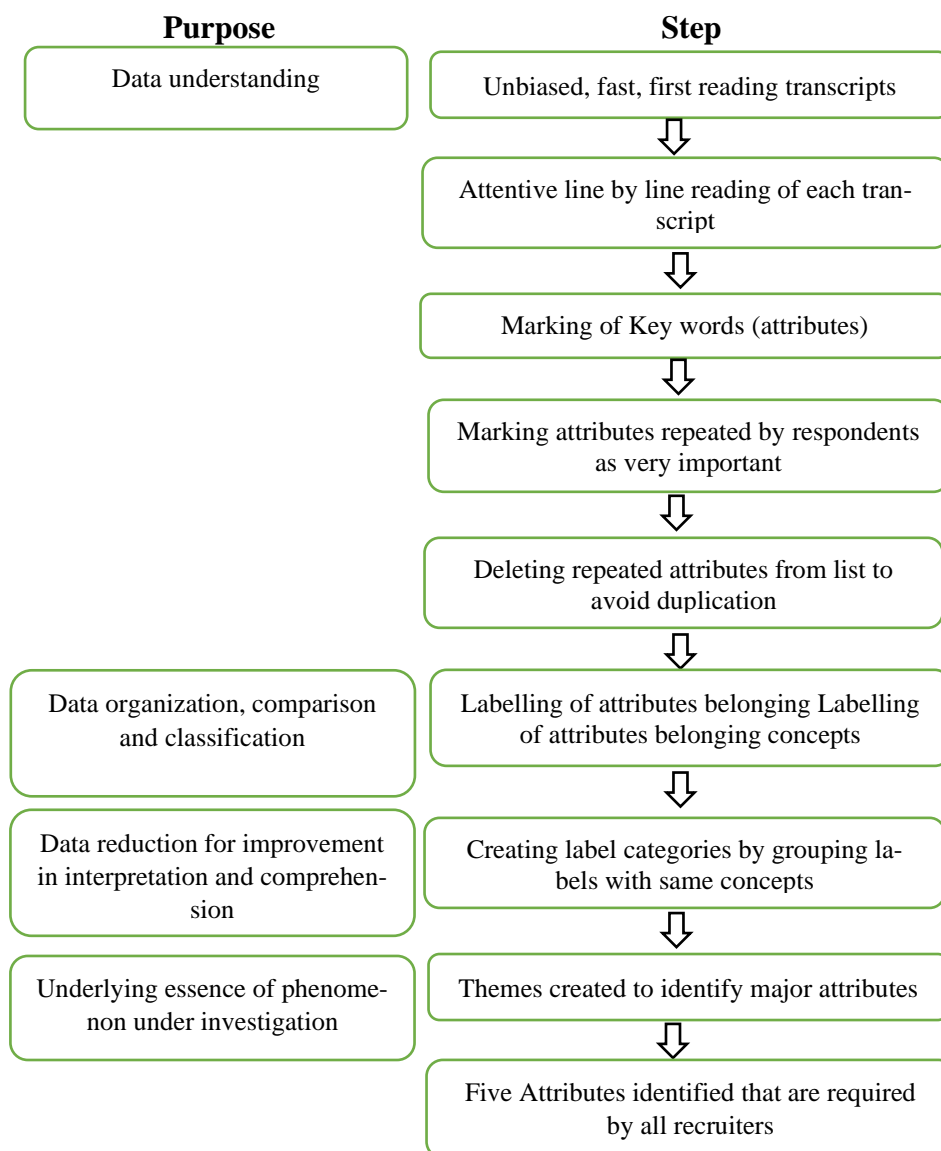 Purpose
Step
Data understanding
Unbiased, fast, first reading transcripts
Attentive line by line reading of each tran-
script
Marking of Key words (attributes)
Marking attributes repeated by respondents
as very important
Deleting repeated attributes from list to
avoid duplication
Data organization, comparison
and classification
Labelling of attributes belonging Labelling
of attributes belonging concepts
Data reduction for improvement
in interpretation and comprehen-
sion
Creating label categories by grouping la-
bels with same concepts
Underlying essence of phenome-
non under investigation
Themes created to identify major attributes
Five Attributes identified that are required
by all recruiters